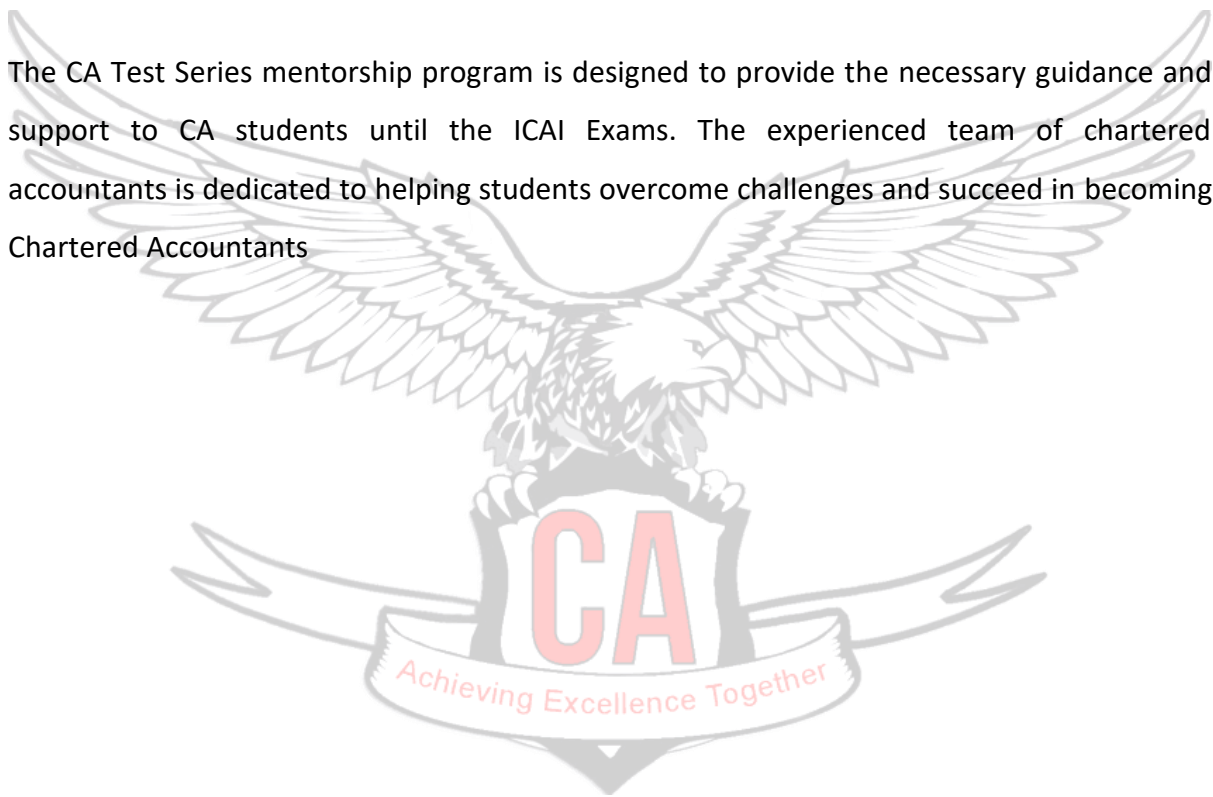 The CA Test Series mentorship program is designed to provide the necessary guidance and
support to CA students until the ICAI Exams. The experienced team of chartered
accountants is dedicated to helping students overcome challenges and succeed in becoming
Chartered Accountants
CA
Achieving Excellence Together